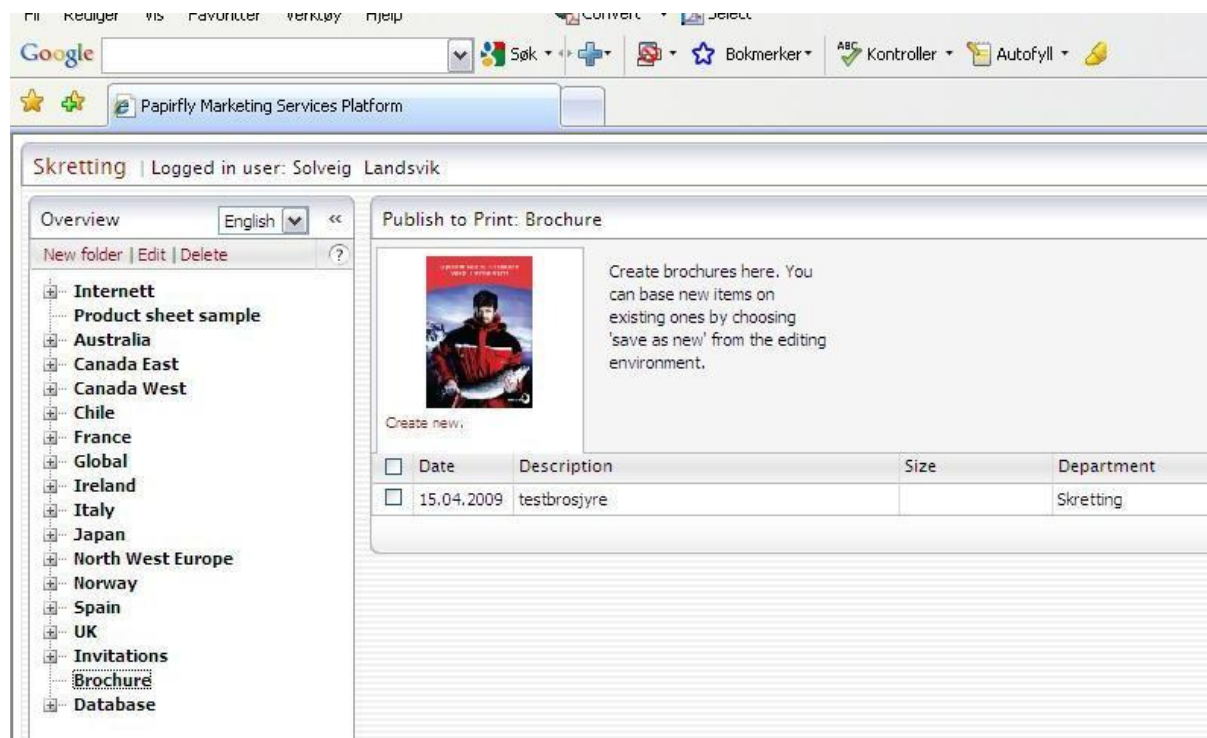 Fil Rediger Vis Favoritter Verktøy Hjelp Convert Select
Google Søk Bokmerker ABC Kontroller Autofyll
Papirfly Marketing Services Platform
Skretting | Logged in user: Solveig Landsvik
Overview English «
New folder | Edit | Delete ?
Internett
Product sheet sample
Australia
Canada East
Canada West
Chile
France
Global
Ireland
Italy
Japan
North West Europe
Norway
Spain
UK
Invitations
Brochure
Database
Publish to Print: Brochure
Create brochures here. You
can base new items on
existing ones by choosing
'save as new' from the editing
environment.
Create new.
Date Description Size Department
15.04.2009 testbrosjyre Skretting